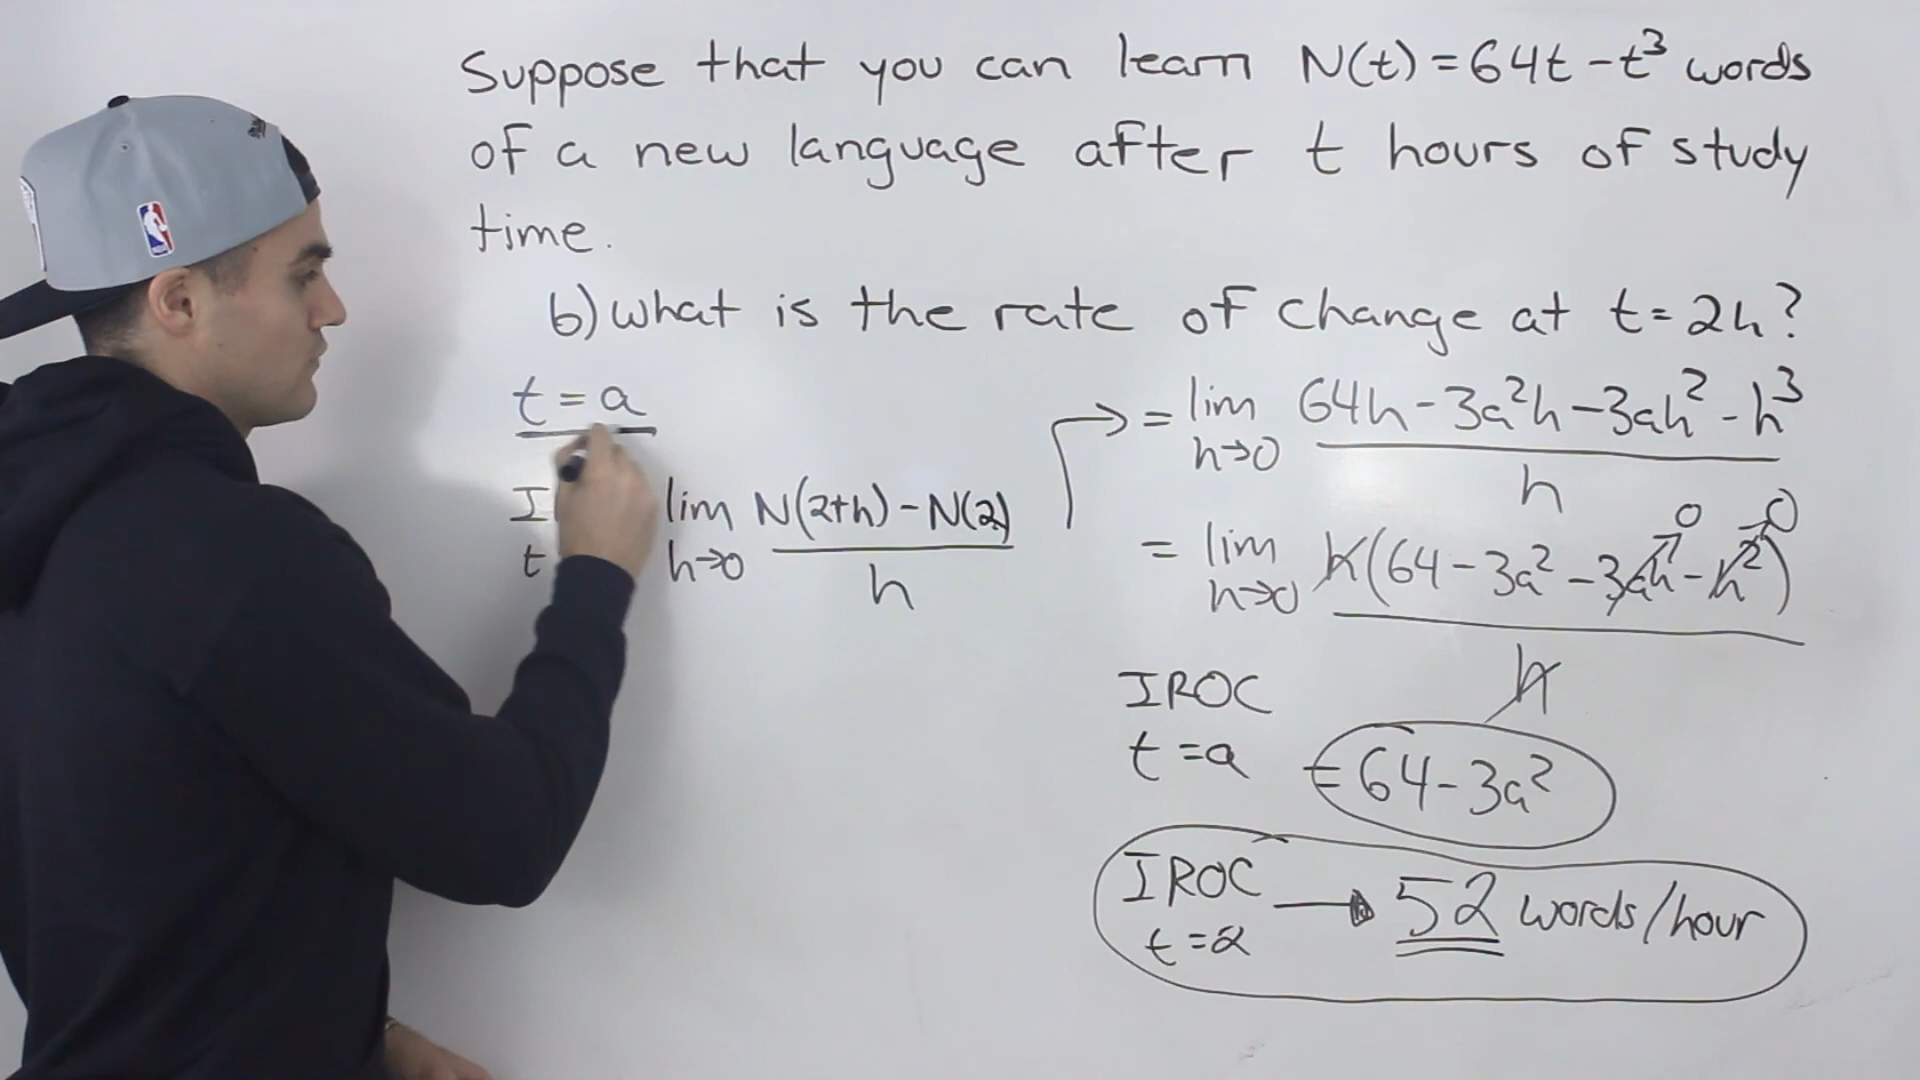 Suppose that you can learn N(t) = 64t - t³ words
of a new language after t hours of study
time.
b) what is the rate of change at t = 2h?
t = a
I
t
lim N(2+h) - N(2)
h→0 h
= lim 64h - 3a²h - 3ah² - h³
h→0 h
= lim h(64 - 3a² - 3ah - h²)
h→0 h
0 0
IROC
t = a = 64 - 3a²
IROC → 52 words/hour
t = 2